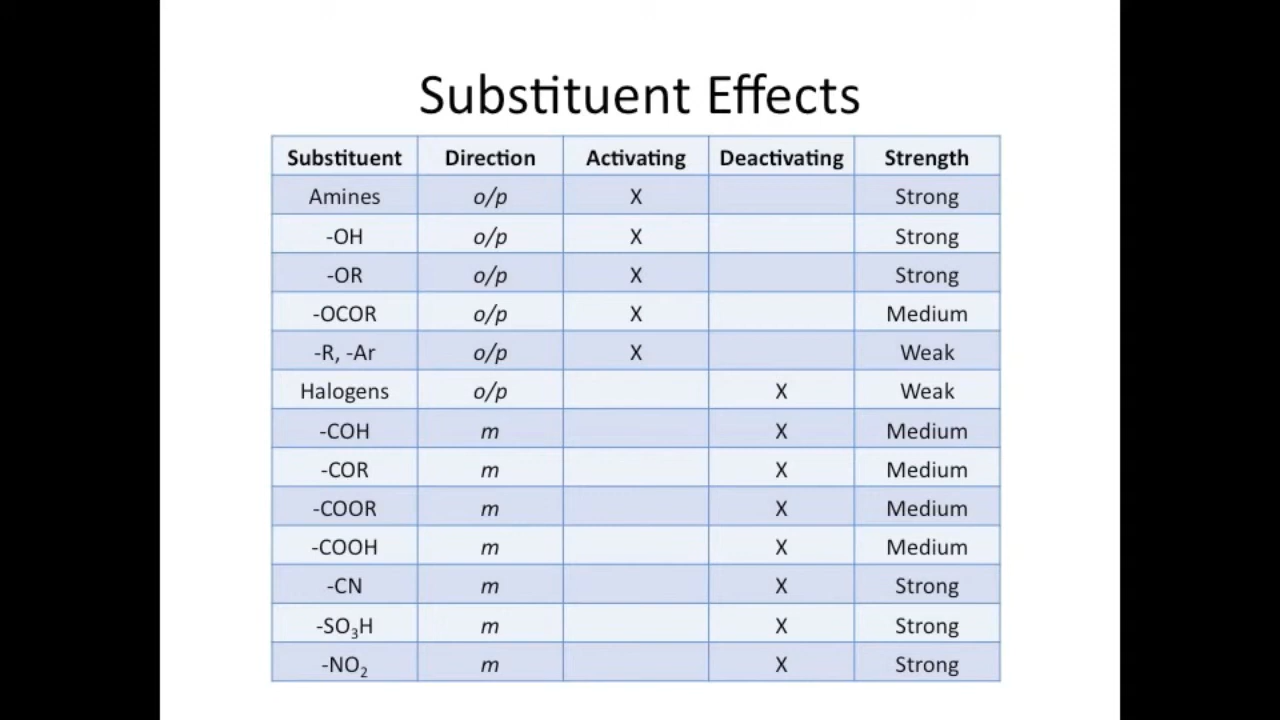 Substituent Effects
Substituent Direction Activating Deactivating Strength
Amines o/p X Strong
-OH o/p X Strong
-OR o/p X Strong
-OCOR o/p X Medium
-R, -Ar o/p X Weak
Halogens o/p X Weak
-COH m X Medium
-COR m X Medium
-COOR m X Medium
-COOH m X Medium
-CN m X Strong
-SO₃H m X Strong
-NO₂ m X Strong